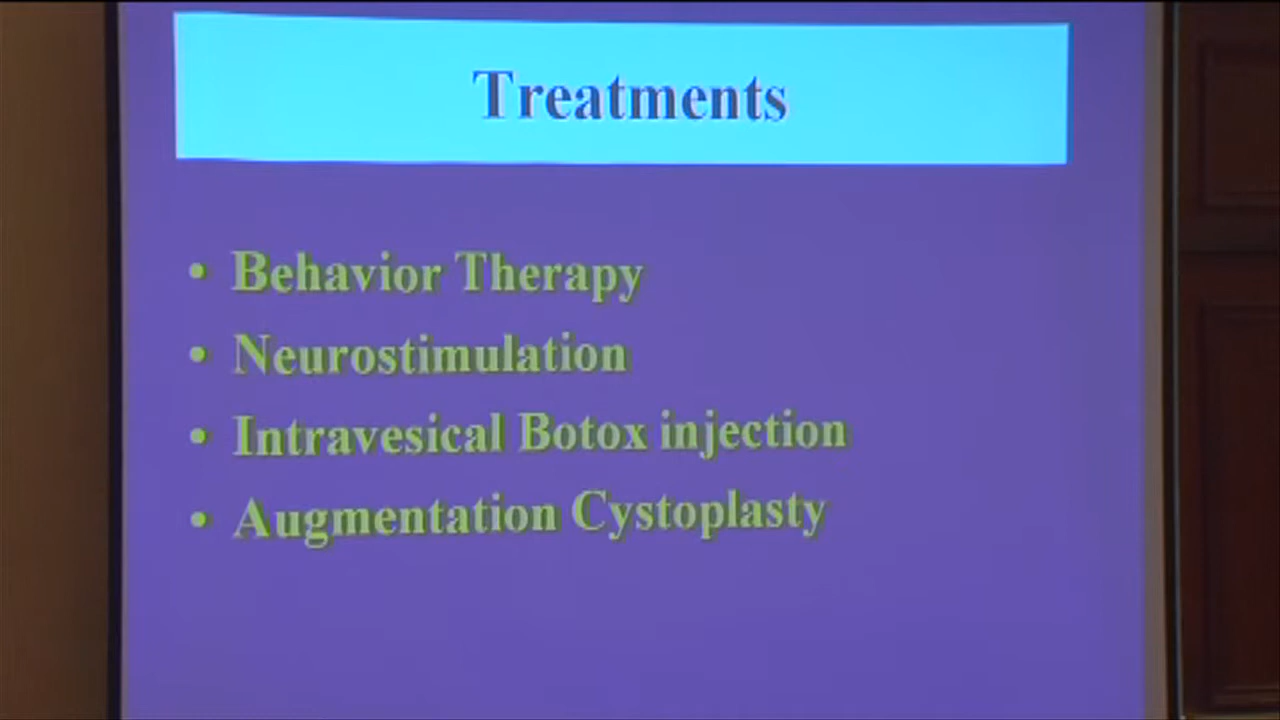 Treatments
• Behavior Therapy
• Neurostimulation
• Intravesical Botox injection
• Augmentation Cystoplasty